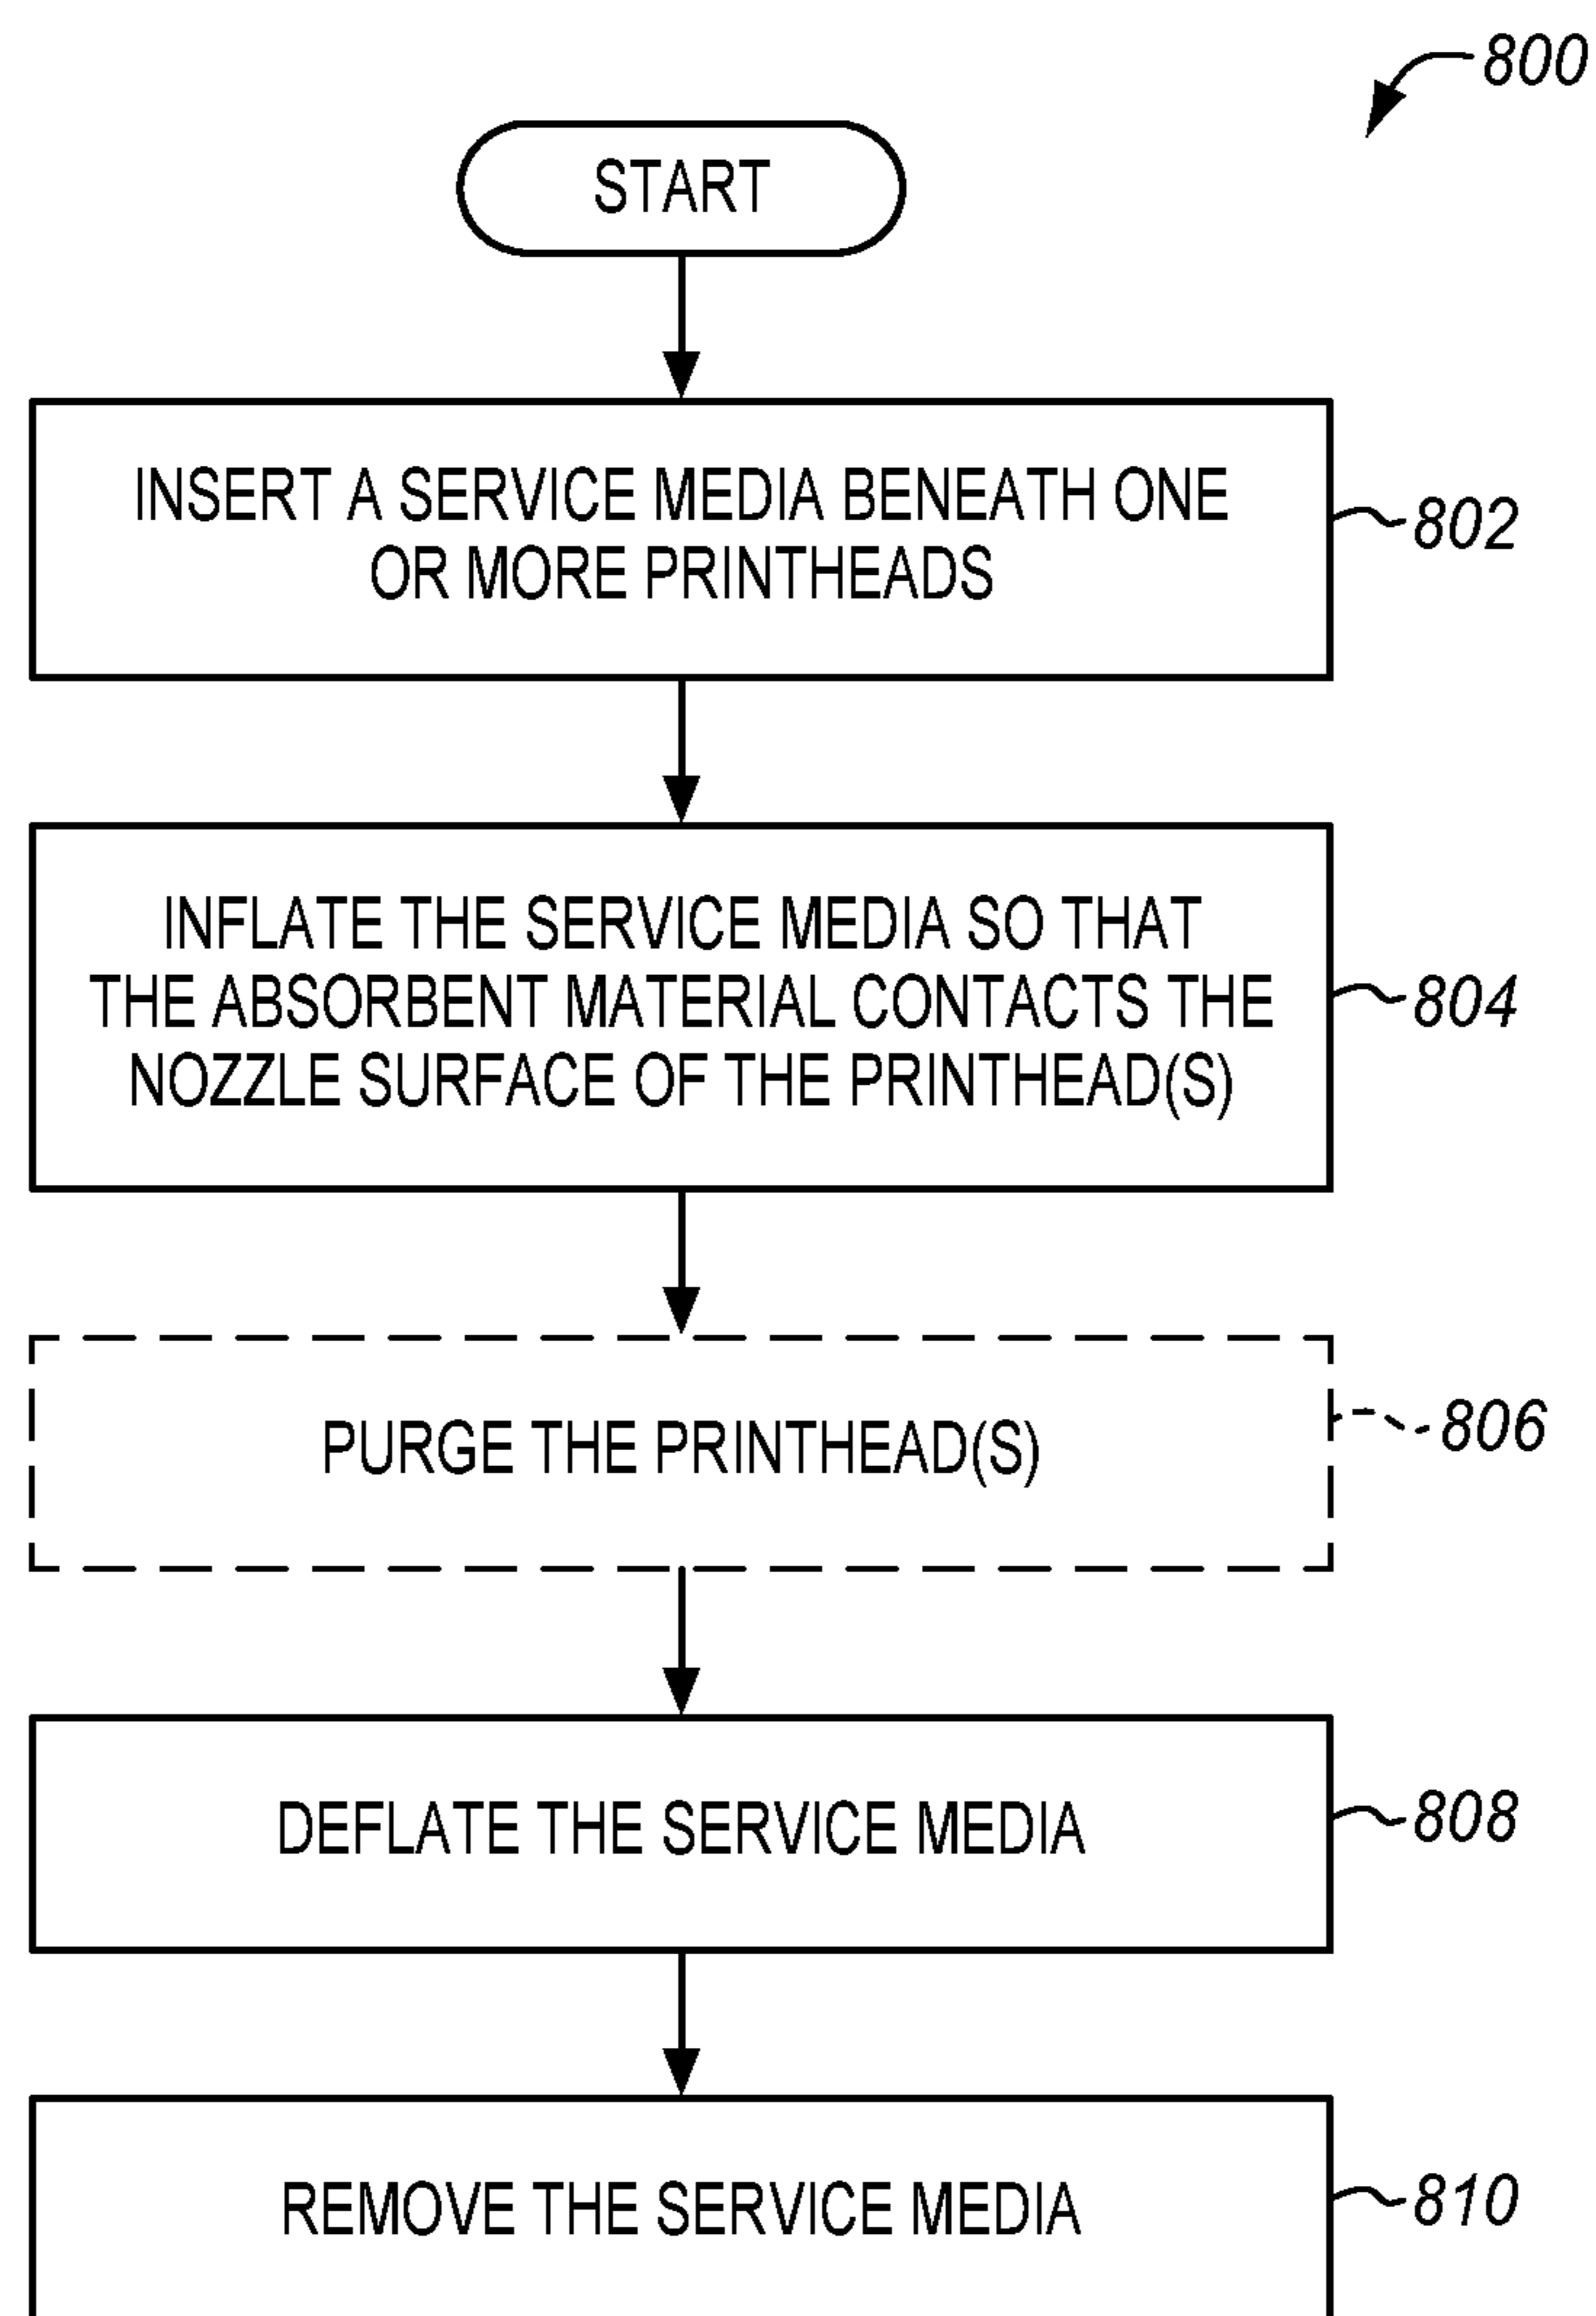 800
START
INSERT A SERVICE MEDIA BENEATH ONE
OR MORE PRINTHEADS
802
INFLATE THE SERVICE MEDIA SO THAT
THE ABSORBENT MATERIAL CONTACTS THE
NOZZLE SURFACE OF THE PRINTHEAD(S)
804
PURGE THE PRINTHEAD(S)
806
DEFLATE THE SERVICE MEDIA
808
REMOVE THE SERVICE MEDIA
810